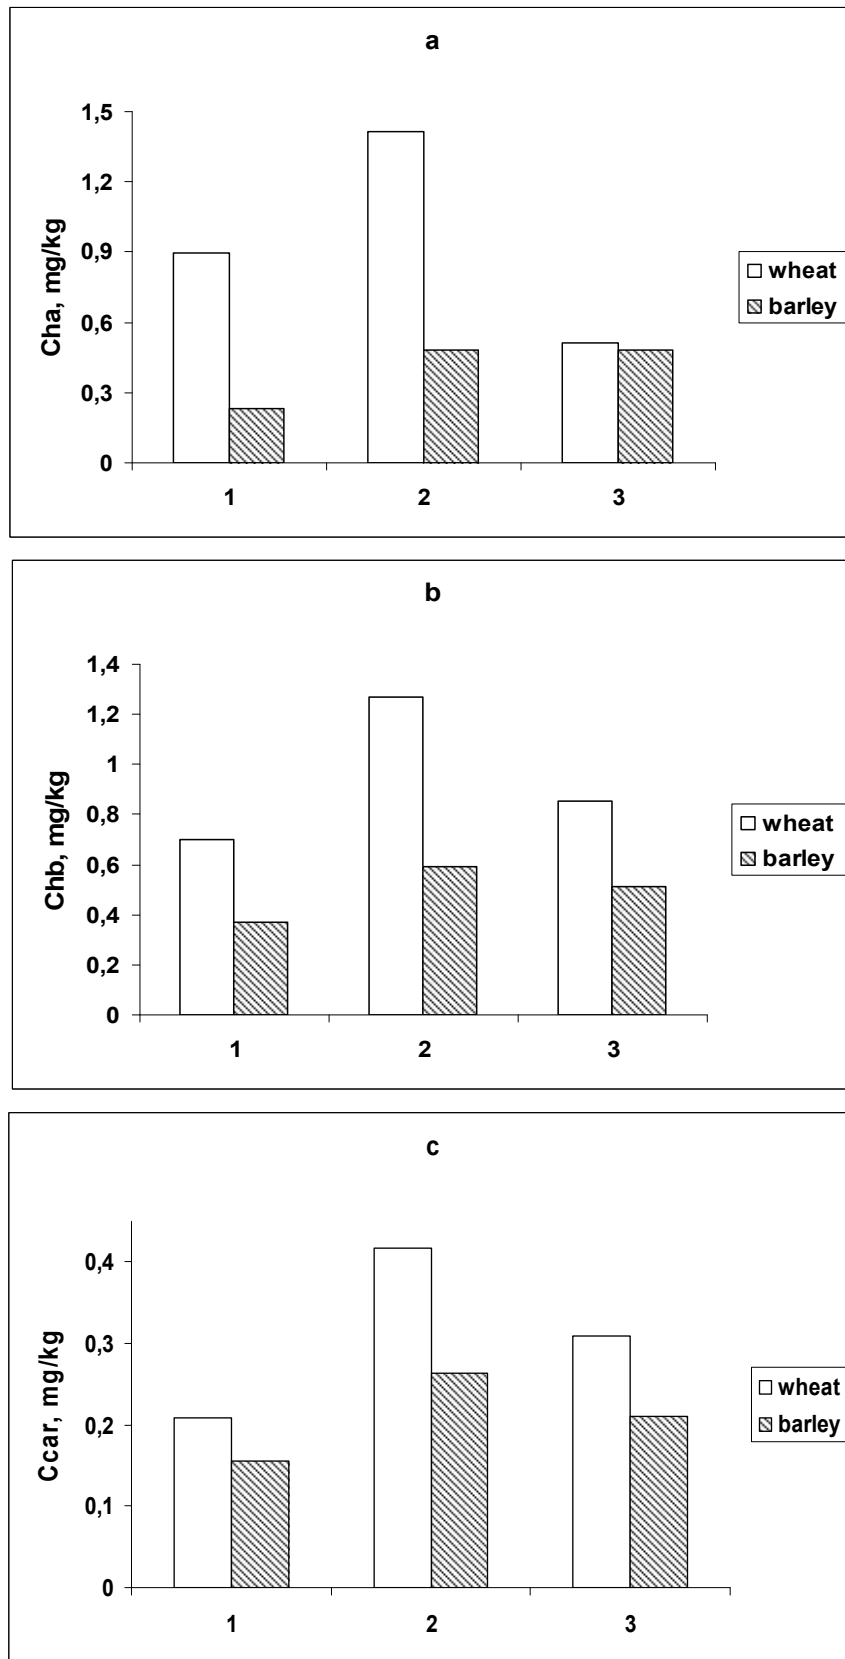 a
1,5
1,2
0,9
0,6
0,3
0
Cha, mg/kg
1 2 3
wheat
barley
b
1,4
1,2
1
0,8
0,6
0,4
0,2
0
Chb, mg/kg
1 2 3
wheat
barley
c
0,4
0,3
0,2
0,1
0
Ccar, mg/kg
1 2 3
wheat
barley